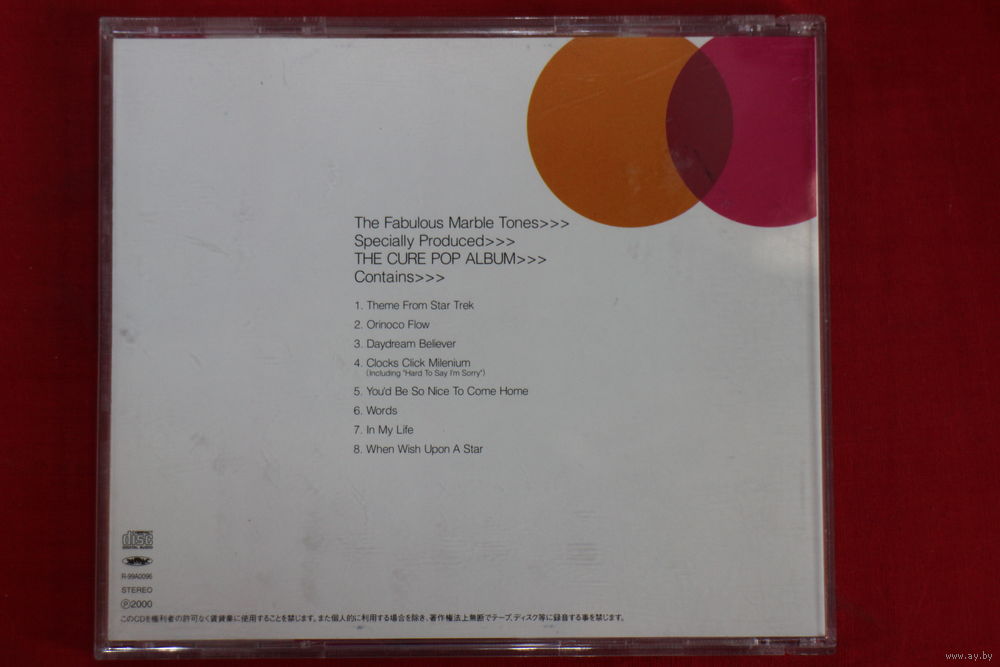 The Fabulous Marble Tones>>>
Specially Produced>>>
THE CURE POP ALBUM>>>
Contains>>>
1. Theme From Star Trek
2. Orinoco Flow
3. Daydream Believer
4. Clocks Click Milenium
(Including "Hard To Say I'm Sorry")
5. You'd Be So Nice To Come Home
6. Words
7. In My Life
8. When Wish Upon A Star
disc
DIGITAL AUDIO
R-99A0096
STEREO
Ⓟ2000
このCDを権利者の許可なく賃貸業に使用することを禁じます。また個人的に利用する場合を除き、著作権法上無断でテープ、ディスク等に録音する事を禁じます。
www.ay.by